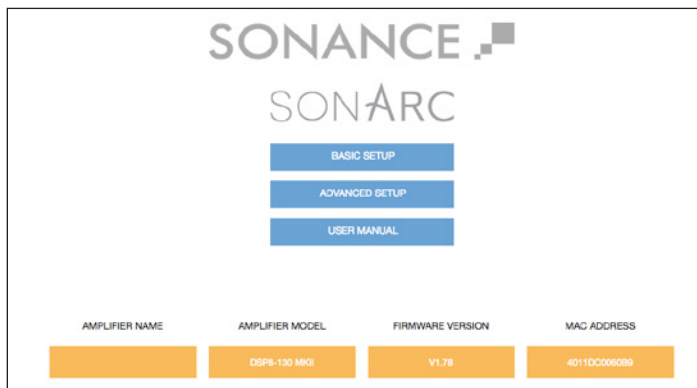 SONANCE
SONARC
BASIC SETUP
ADVANCED SETUP
USER MANUAL
AMPLIFIER NAME AMPLIFIER MODEL FIRMWARE VERSION MAC ADDRESS
DSP8-130 MKII V1.78 4011DC0060B9